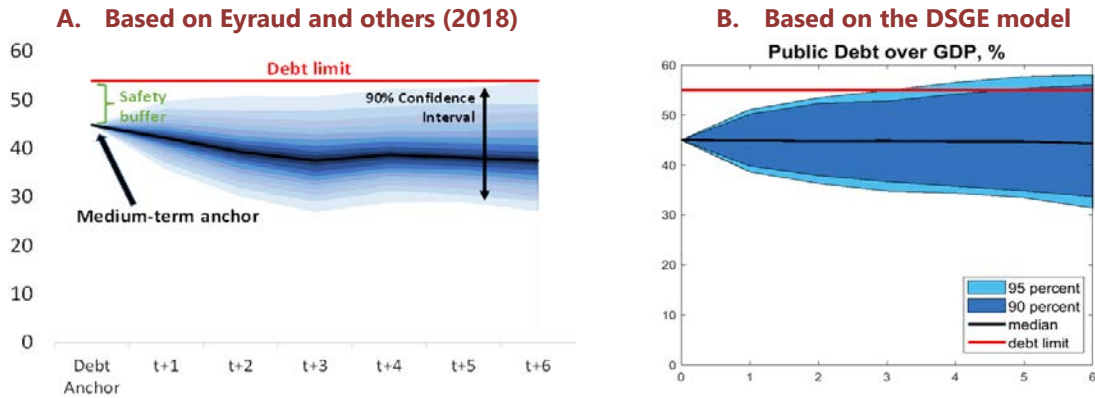 A. Based on Eyraud and others (2018)
60
50
40
30
20
10
0
Debt limit
Safety
buffer
90% Confidence
Interval
Medium-term anchor
Debt
Anchor
t+1
t+2
t+3
t+4
t+5
t+6
B. Based on the DSGE model
Public Debt over GDP, %
60
50
40
30
20
10
0
95 percent
90 percent
median
debt limit
0
1
2
3
4
5
6